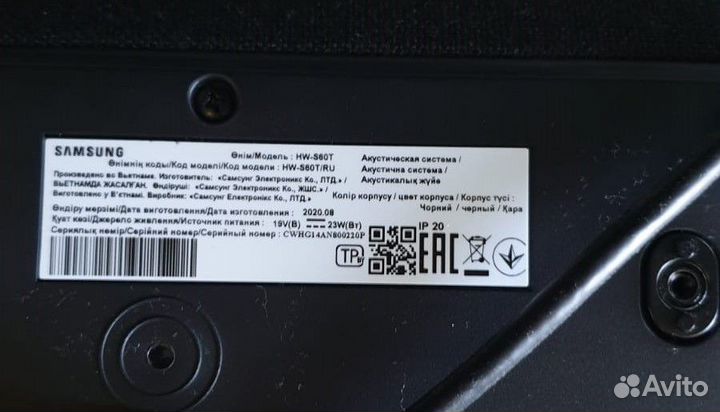 SAMSUNG
Өнім/Модель : HW-S60T
Өнімнің коды/Код моделі/Код модели : HW-S60T/RU
Произведено во Вьетнаме. Изготовитель: «Самсунг Электроникс Ко., ЛТД.» /
ВЬЕТНАМДА ЖАСАЛҒАН. Өндіруші: «Самсунг Электроникс Ко., ЖШС.» /
Виготовлено у В'єтнамі. Виробник: «Самсунг Електронікс Ко., ЛТД.»
Акустическая система /
Акустична система /
Акустикалық жүйе
Колір корпусу / цвет корпуса / Корпус түсі :
Чорний / черный / Қара
Өндіру мерзімі/Дата виготовлення/Дата изготовления : 2020.08
Қуат көзі/Джерело живлення/Источник питания : 19V(В) 23W(Вт)
Сериялық немір/Серійний номер/Серийный номер : CWHG14AN800220P
IP 20
TP
EAC
Avito